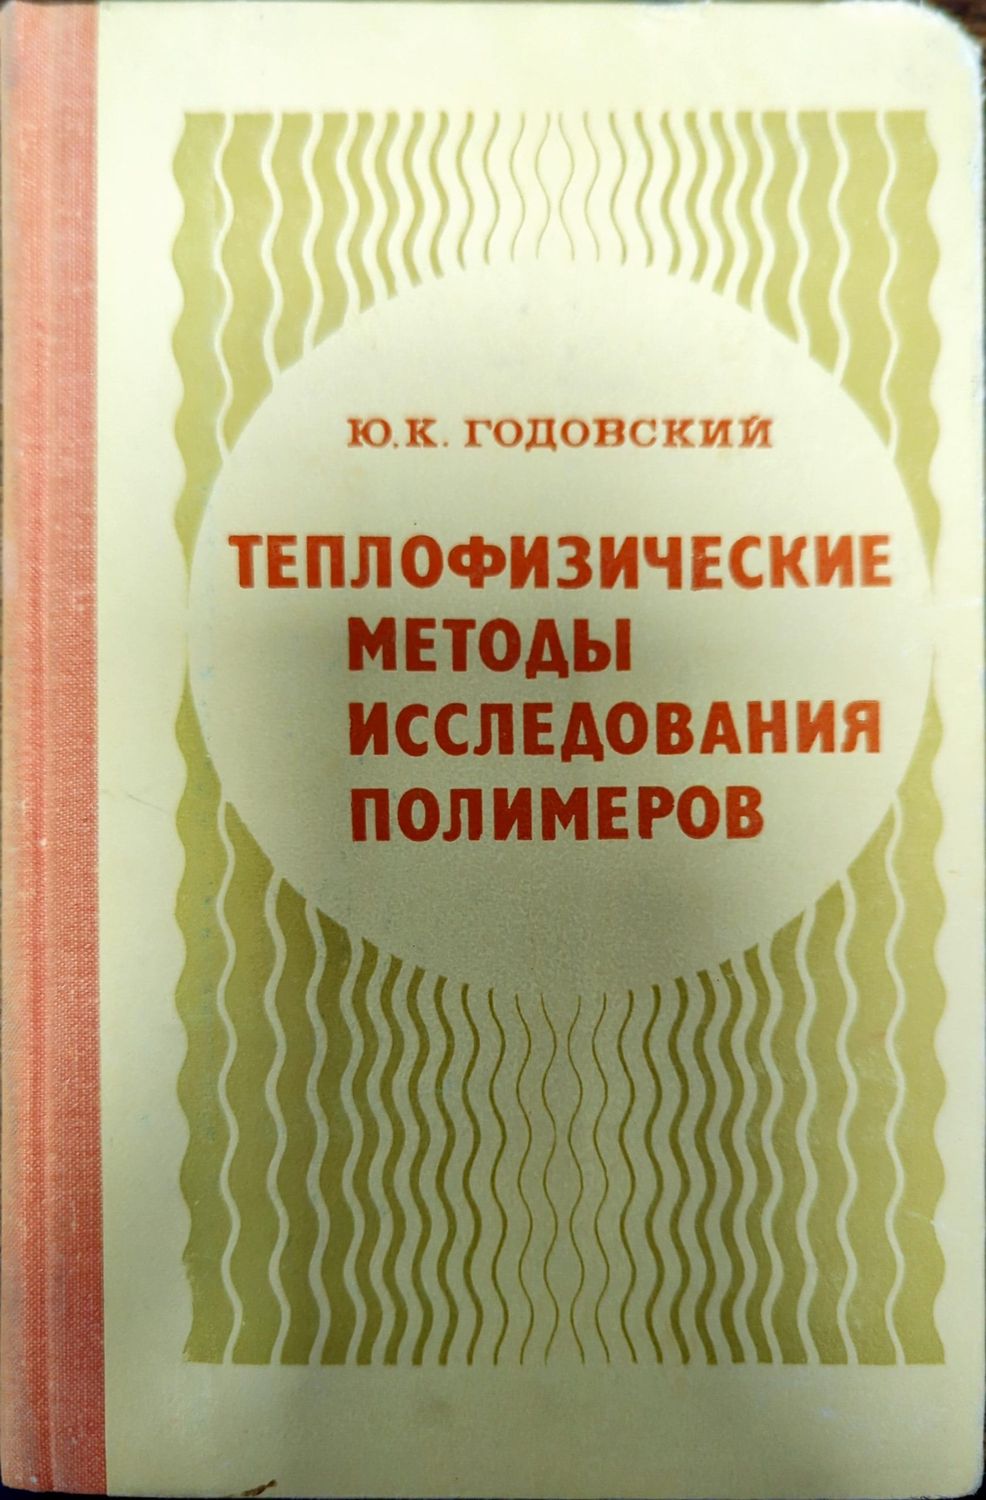 Ю.К. ГОДОВСКИЙ
ТЕПЛОФИЗИЧЕСКИЕ
МЕТОДЫ
ИССЛЕДОВАНИЯ
ПОЛИМЕРОВ